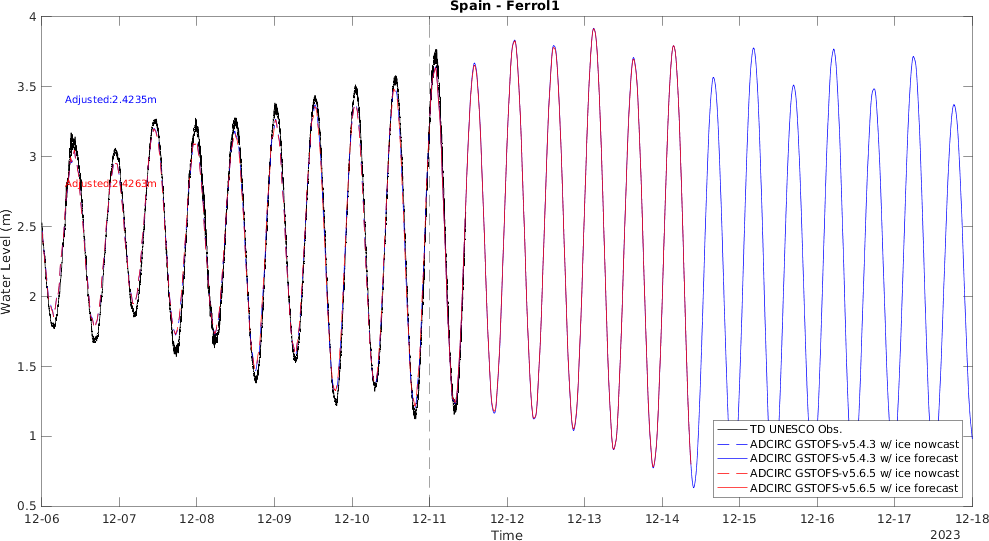 Spain - Ferrol1
4
3.5
3
2.5
2
1.5
1
0.5
Water Level (m)
Adjusted:2.4235m
Adjusted:2.4263m
TD UNESCO Obs.
ADCIRC GSTOFS-v5.4.3 w/ ice nowcast
ADCIRC GSTOFS-v5.4.3 w/ ice forecast
ADCIRC GSTOFS-v5.6.5 w/ ice nowcast
ADCIRC GSTOFS-v5.6.5 w/ ice forecast
12-06 12-07 12-08 12-09 12-10 12-11 12-12 12-13 12-14 12-15 12-16 12-17 12-18
Time
2023